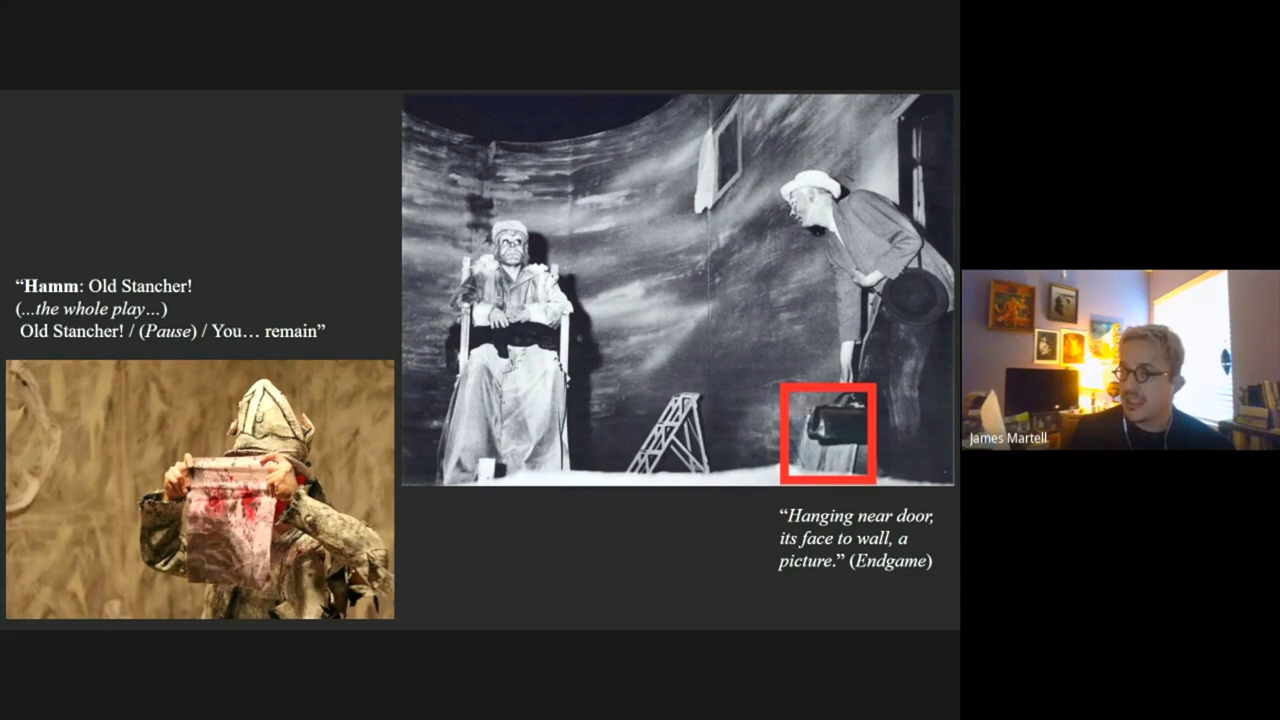 “Hamm: Old Stancher!
(...the whole play...)
Old Stancher! / (Pause) / You… remain”
“Hanging near door,
its face to wall, a
picture.” (Endgame)
James Martell